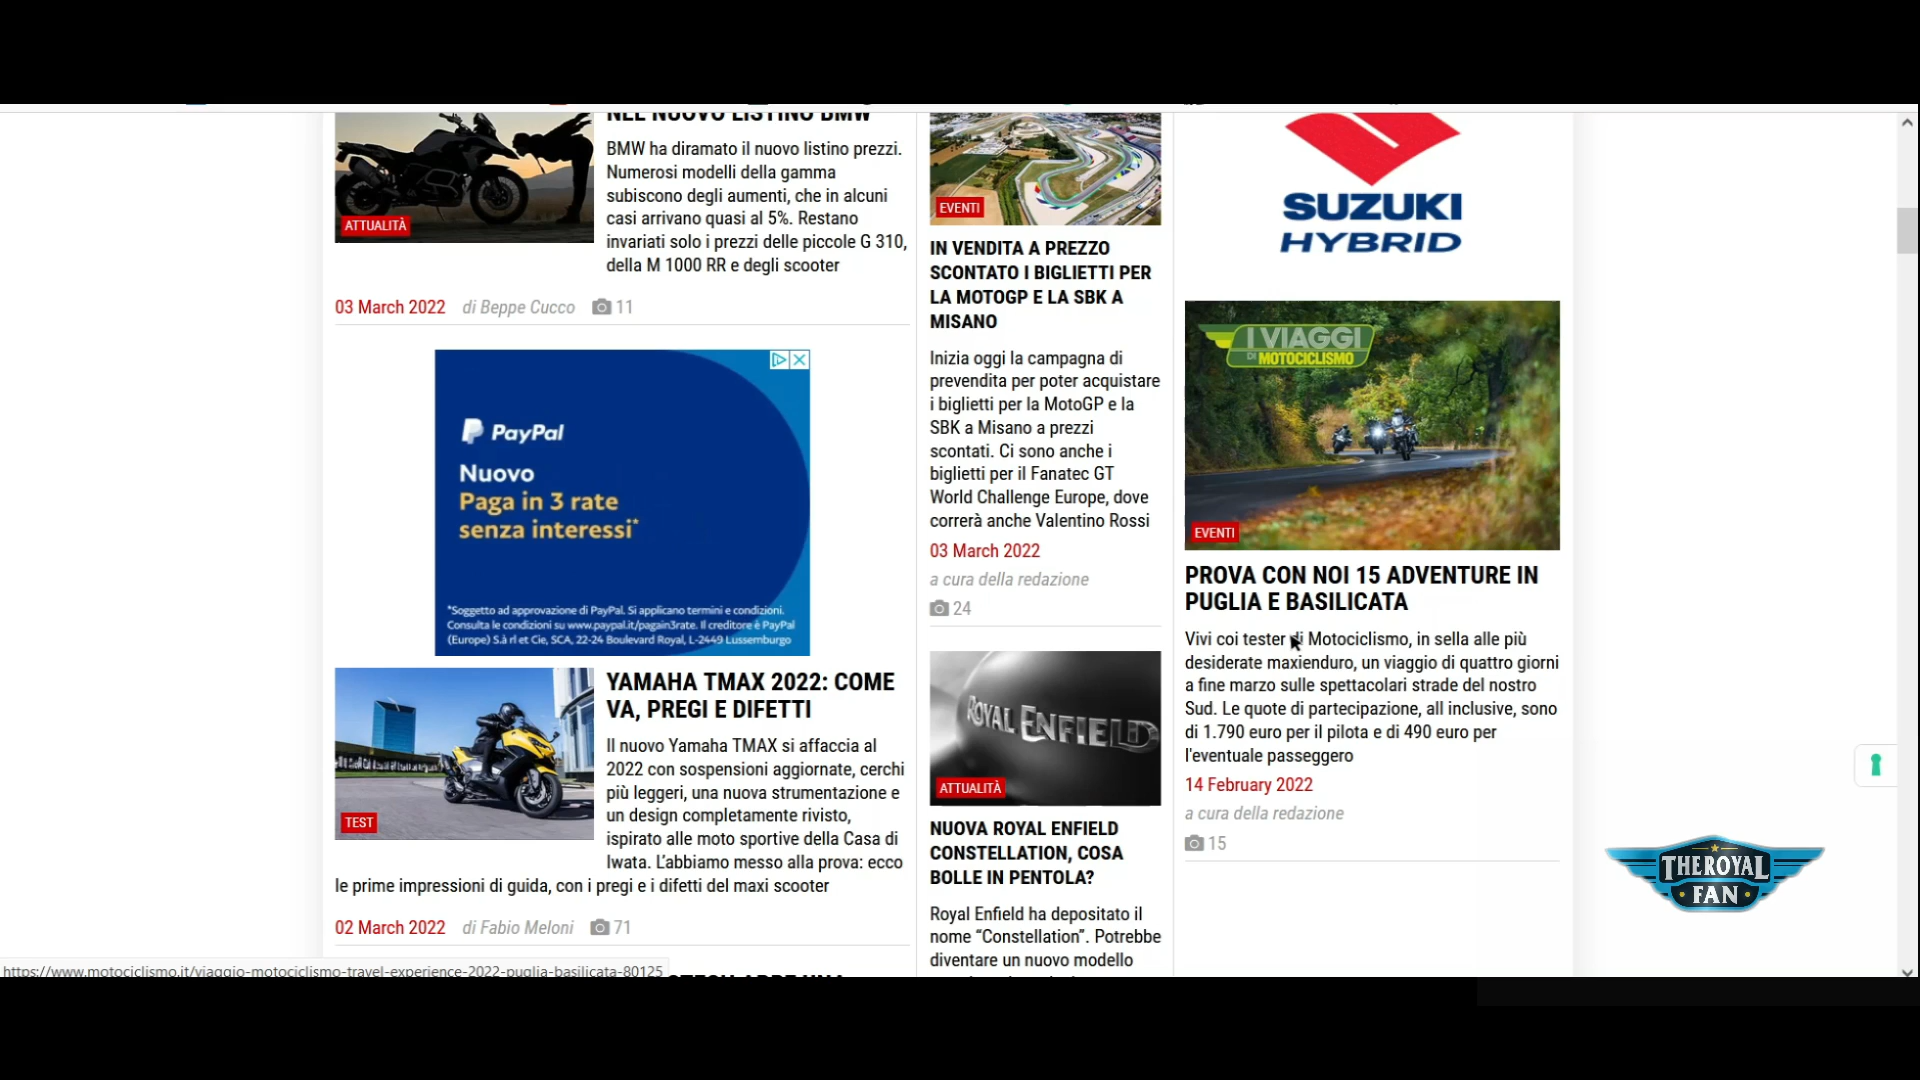 NEL NUOVO LISTINO BMW
BMW ha diramato il nuovo listino prezzi.
Numerosi modelli della gamma
subiscono degli aumenti, che in alcuni
casi arrivano quasi al 5%. Restano
invariati solo i prezzi delle piccole G 310,
della M 1000 RR e degli scooter
ATTUALITÀ
03 March 2022 di Beppe Cucco 11
PayPal
Nuovo
Paga in 3 rate
senza interessi*
*Soggetto ad approvazione di PayPal. Si applicano termini e condizioni.
Consulta le condizioni su www.paypal.it/pagain3rate. Il creditore è PayPal
(Europe) S.à rl et Cie, SCA, 22-24 Boulevard Royal, L-2449 Lussemburgo
YAMAHA TMAX 2022: COME
VA, PREGI E DIFETTI
Il nuovo Yamaha TMAX si affaccia al
2022 con sospensioni aggiornate, cerchi
più leggeri, una nuova strumentazione e
un design completamente rivisto,
ispirato alle moto sportive della Casa di
Iwata. L'abbiamo messo alla prova: ecco
le prime impressioni di guida, con i pregi e i difetti del maxi scooter
TEST
02 March 2022 di Fabio Meloni 71
https://www.motociclismo.it/viaggio-motociclismo-travel-experience-2022-puglia-basilicata-80125
EVENTI
IN VENDITA A PREZZO
SCONTATO I BIGLIETTI PER
LA MOTOGP E LA SBK A
MISANO
Inizia oggi la campagna di
prevendita per poter acquistare
i biglietti per la MotoGP e la
SBK a Misano a prezzi
scontati. Ci sono anche i
biglietti per il Fanatec GT
World Challenge Europe, dove
correrà anche Valentino Rossi
03 March 2022
a cura della redazione
24
ROYAL ENFIELD
ATTUALITÀ
NUOVA ROYAL ENFIELD
CONSTELLATION, COSA
BOLLE IN PENTOLA?
Royal Enfield ha depositato il
nome “Constellation”. Potrebbe
diventare un nuovo modello
SUZUKI
HYBRID
I VIAGGI
DI MOTOCICLISMO
EVENTI
PROVA CON NOI 15 ADVENTURE IN
PUGLIA E BASILICATA
Vivi coi tester di Motociclismo, in sella alle più
desiderate maxienduro, un viaggio di quattro giorni
a fine marzo sulle spettacolari strade del nostro
Sud. Le quote di partecipazione, all inclusive, sono
di 1.790 euro per il pilota e di 490 euro per
l'eventuale passeggero
14 February 2022
a cura della redazione
15
THEROYAL
FAN